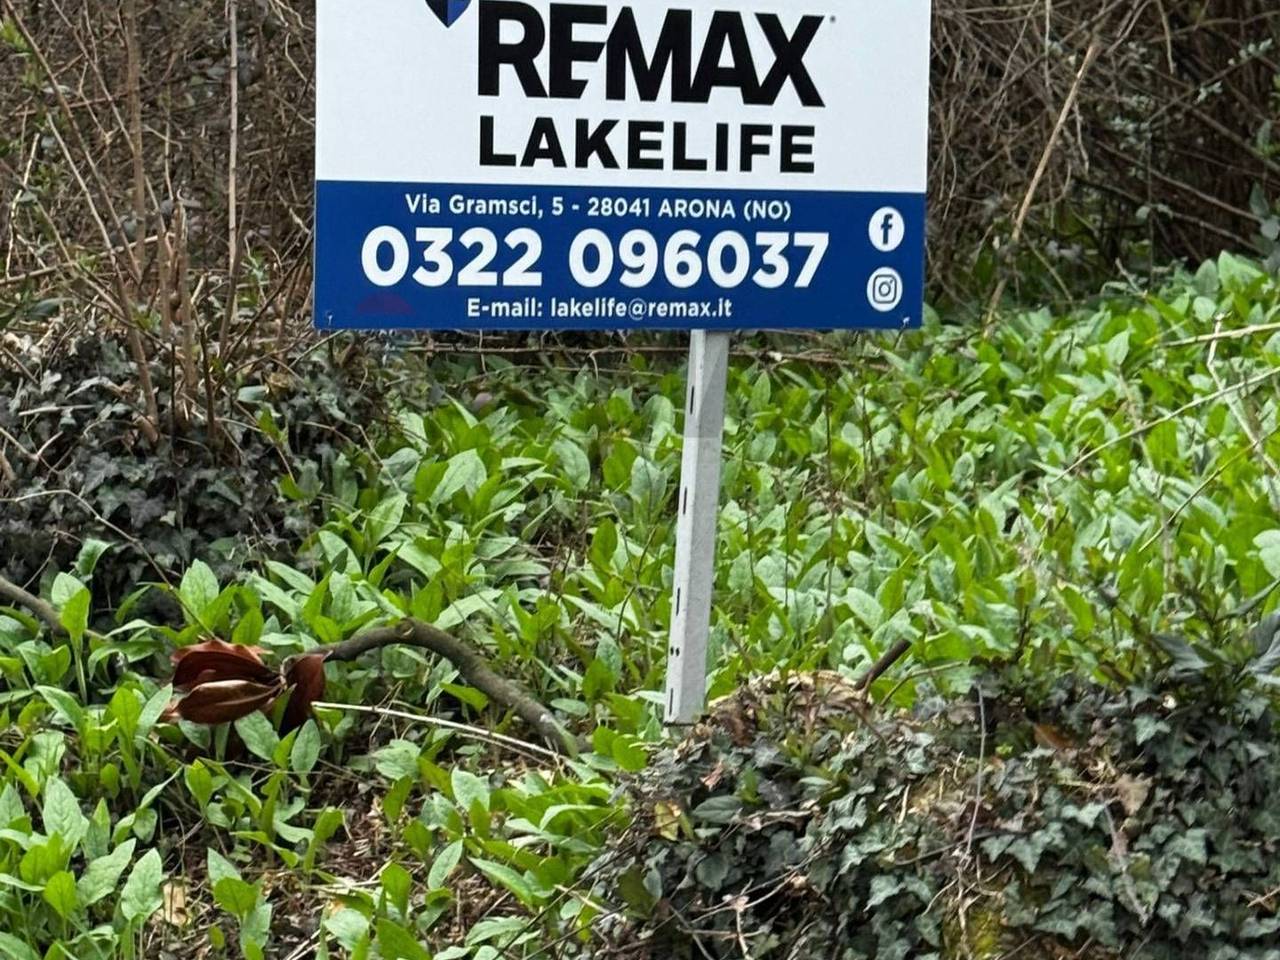 REMAX
LAKELIFE
Via Gramsci, 5 - 28041 ARONA (NO)
0322 096037
E-mail: lakelife@remax.it